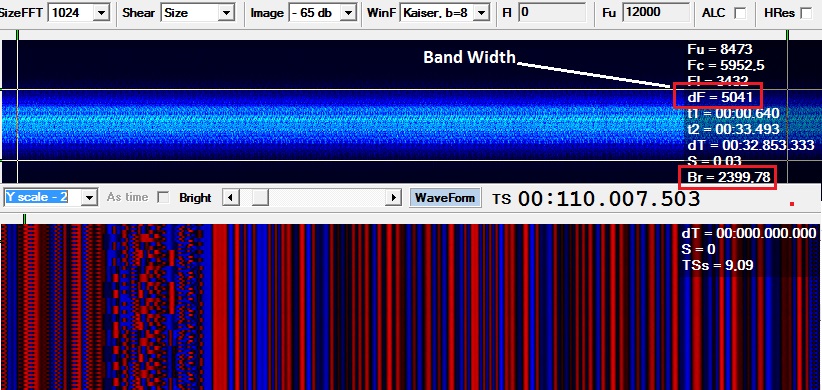 SizeFFT 1024 Shear Size Image - 65 db WinF Kaiser, b=8 Fl 0 Fu 12000 ALC HRes
Fu = 8473
Band Width
Fc = 5952,5
Fl = 3432
dF = 5041
t1 = 00:00.640
t2 = 00:33.493
dT = 00:32.853.333
S = 0,03
Br = 2399,78
Y scale - 2 As time Bright WaveForm TS 00:110.007.503
dT = 00:000.000.000
S = 0
TSs = 9,09